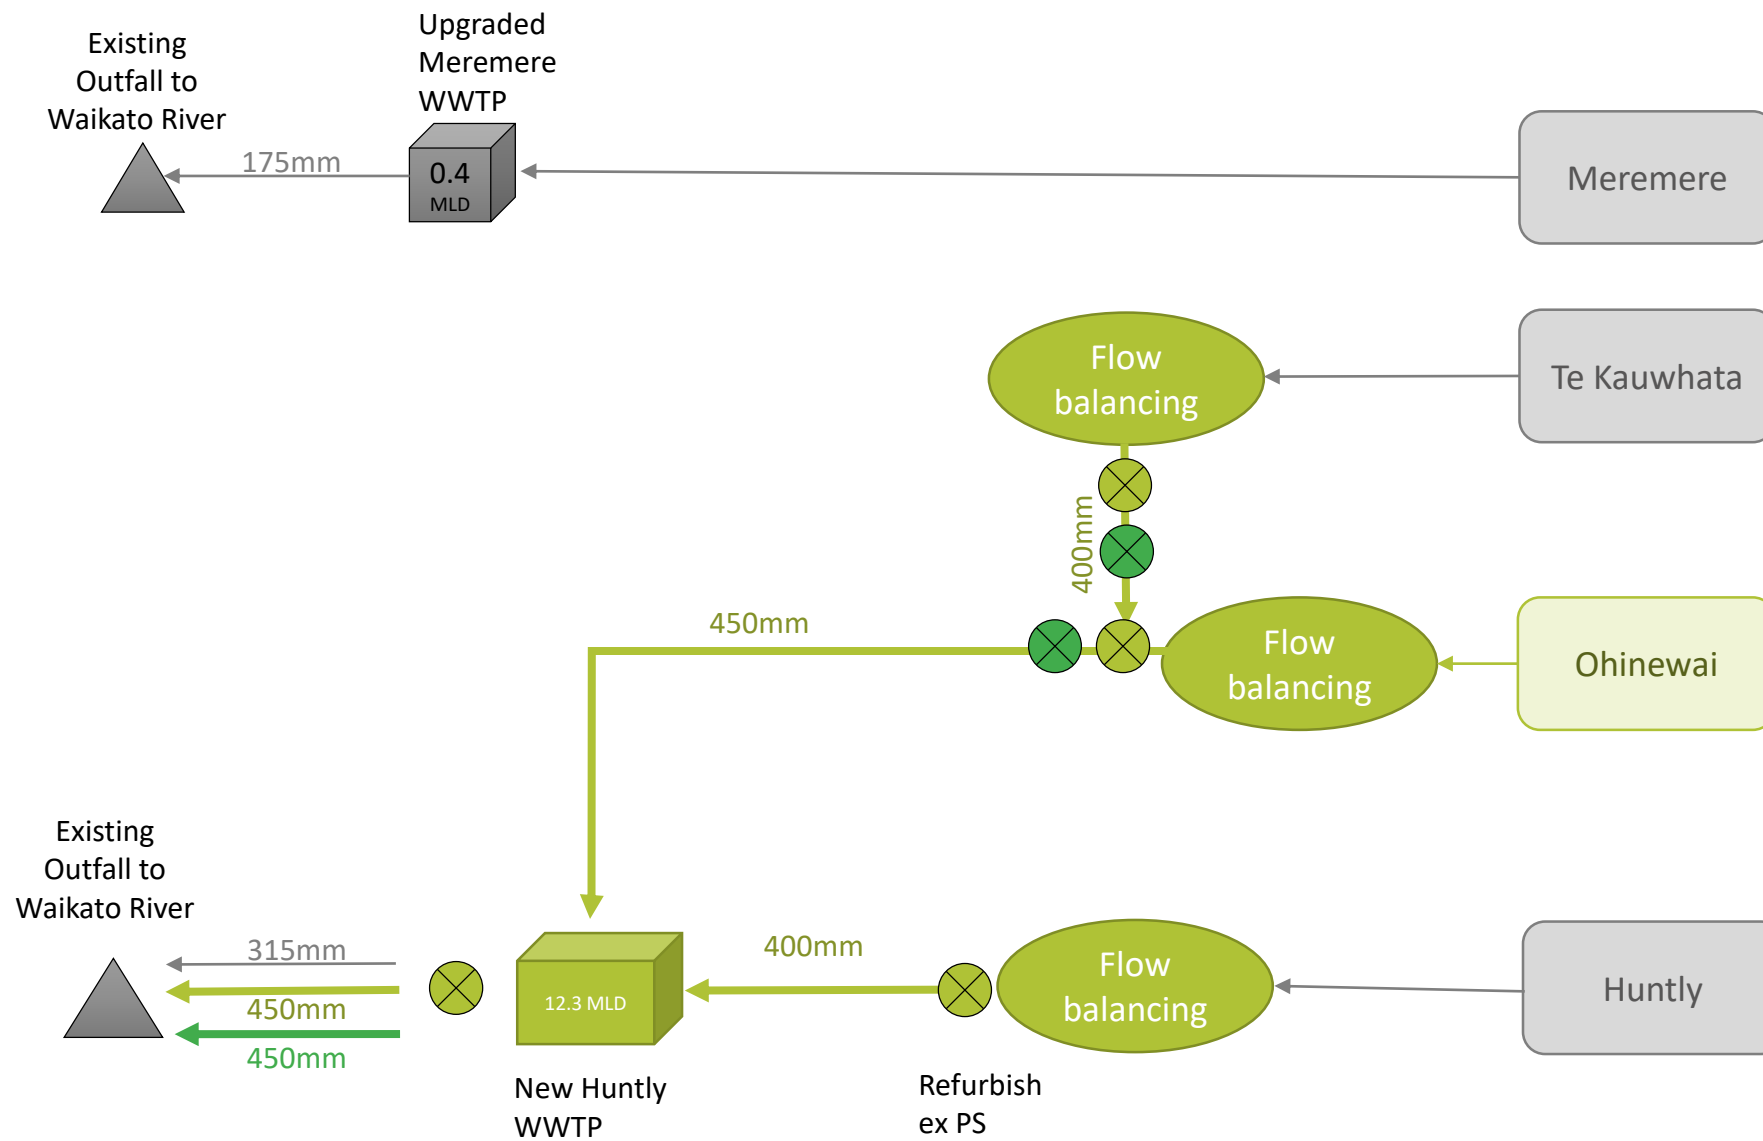 Existing
Outfall to
Waikato River
Upgraded
Meremere
WWTP
175mm
0.4
MLD
Meremere
Flow
balancing
Te Kauwhata
400mm
450mm
Flow
balancing
Ohinewai
Existing
Outfall to
Waikato River
315mm
450mm
450mm
12.3 MLD
New Huntly
WWTP
400mm
Refurbish
ex PS
Flow
balancing
Huntly